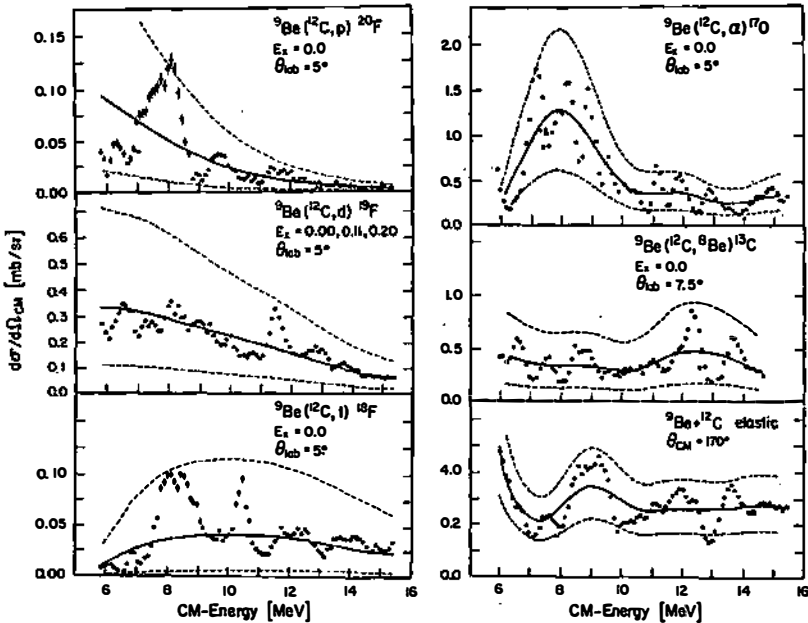 ⁹Be(¹²C,p) ²⁰F
Eₓ = 0.0
θlab = 5°
0.15
0.10
0.05
0.00
⁹Be(¹²C,d) ¹⁹F
Eₓ = 0.00, 0.11, 0.20
θlab = 5°
0.6
0.5
0.4
0.3
0.2
0.1
0.0
⁹Be(¹²C,t) ¹⁸F
Eₓ = 0.0
θlab = 5°
0.10
0.05
0.00
6 8 10 12 14 16
CM-Energy [MeV]
dσ/dΩCM [mb/sr]
⁹Be(¹²C,α)¹⁷O
Eₓ = 0.0
θlab = 5°
2.0
1.5
1.0
0.5
0.0
⁹Be(¹²C,⁸Be)¹³C
Eₓ = 0.0
θlab = 7.5°
1.0
0.5
0.0
⁹Be+¹²C elastic
θCM = 170°
4.0
0.2
0.0
6 8 10 12 14 16
CM-Energy [MeV]